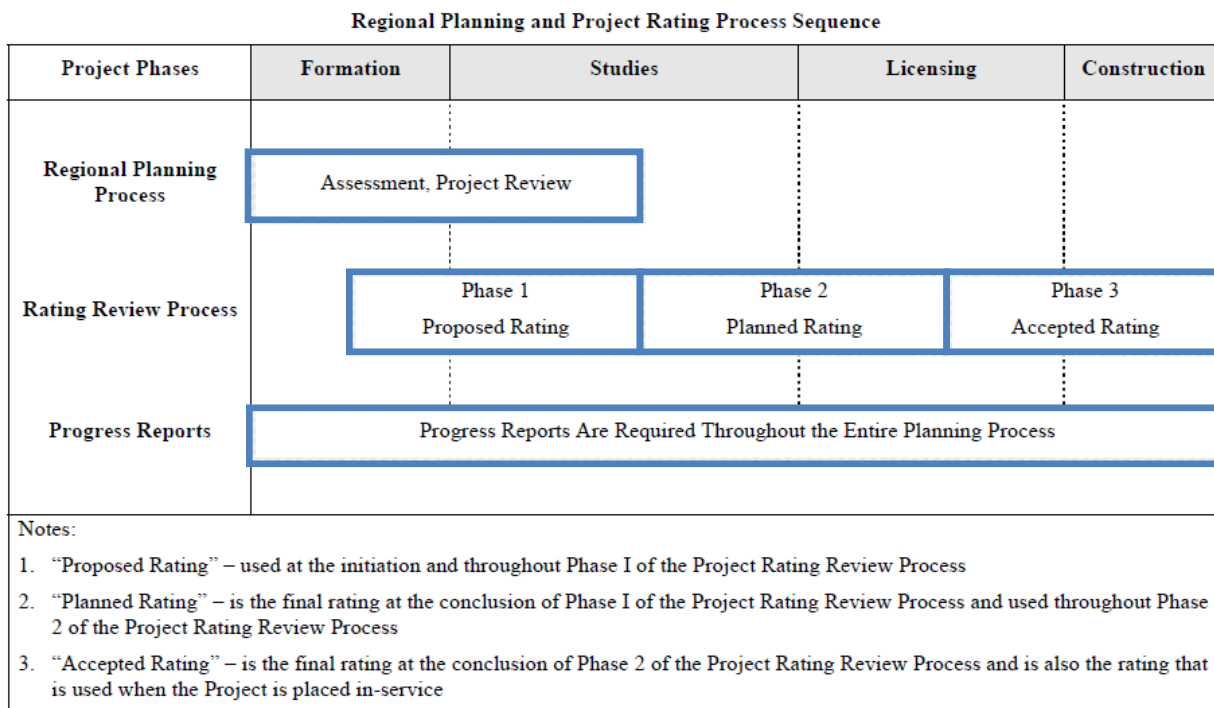 Regional Planning and Project Rating Process Sequence
Project Phases Formation Studies Licensing Construction
Regional Planning
Process
Assessment, Project Review
Rating Review Process
Phase 1
Proposed Rating
Phase 2
Planned Rating
Phase 3
Accepted Rating
Progress Reports
Progress Reports Are Required Throughout the Entire Planning Process
Notes:
1. “Proposed Rating” – used at the initiation and throughout Phase I of the Project Rating Review Process
2. “Planned Rating” – is the final rating at the conclusion of Phase I of the Project Rating Review Process and used throughout Phase
2 of the Project Rating Review Process
3. “Accepted Rating” – is the final rating at the conclusion of Phase 2 of the Project Rating Review Process and is also the rating that
is used when the Project is placed in-service